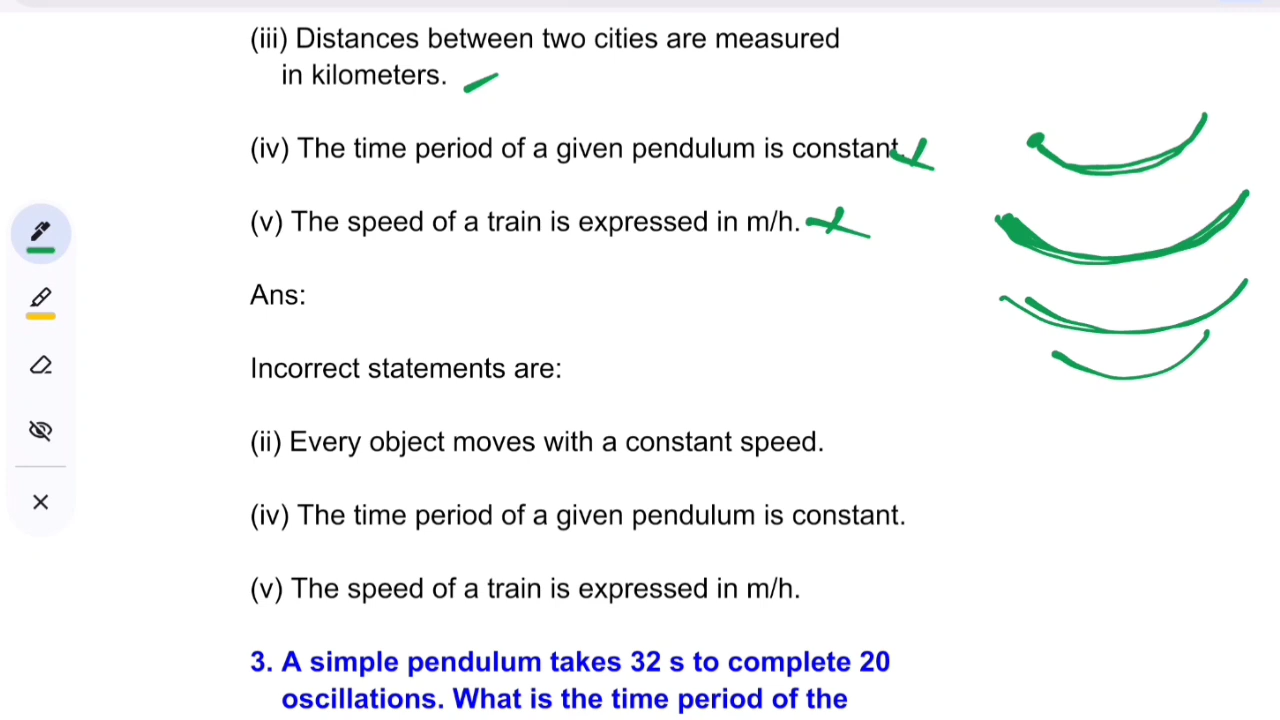 (iii) Distances between two cities are measured
in kilometers.
(iv) The time period of a given pendulum is constant.
(v) The speed of a train is expressed in m/h.
Ans:
Incorrect statements are:
(ii) Every object moves with a constant speed.
(iv) The time period of a given pendulum is constant.
(v) The speed of a train is expressed in m/h.
3. A simple pendulum takes 32 s to complete 20
oscillations. What is the time period of the